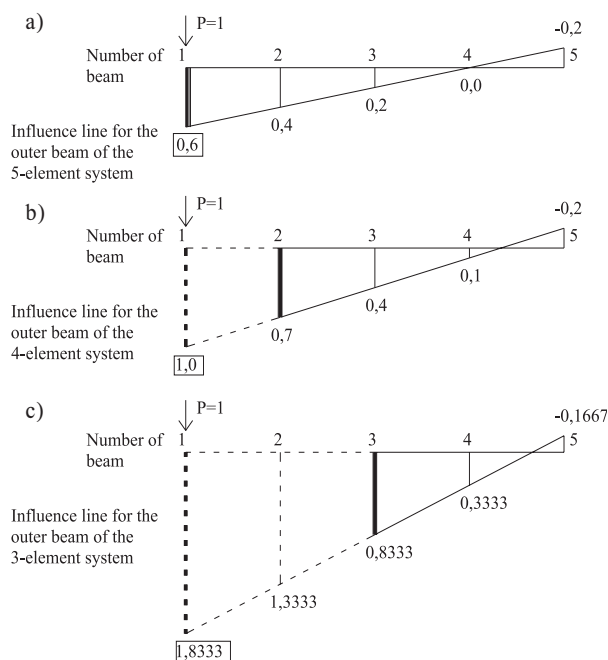 a)
P=1
-0,2
Number of
beam
1
2
3
4
5
0,0
0,2
0,4
0,6
Influence line for the
outer beam of the
5-element system
b)
P=1
-0,2
Number of
beam
1
2
3
4
5
0,1
0,4
0,7
1,0
Influence line for the
outer beam of the
4-element system
c)
P=1
-0,1667
Number of
beam
1
2
3
4
5
0,3333
0,8333
1,3333
1,8333
Influence line for the
outer beam of the
3-element system